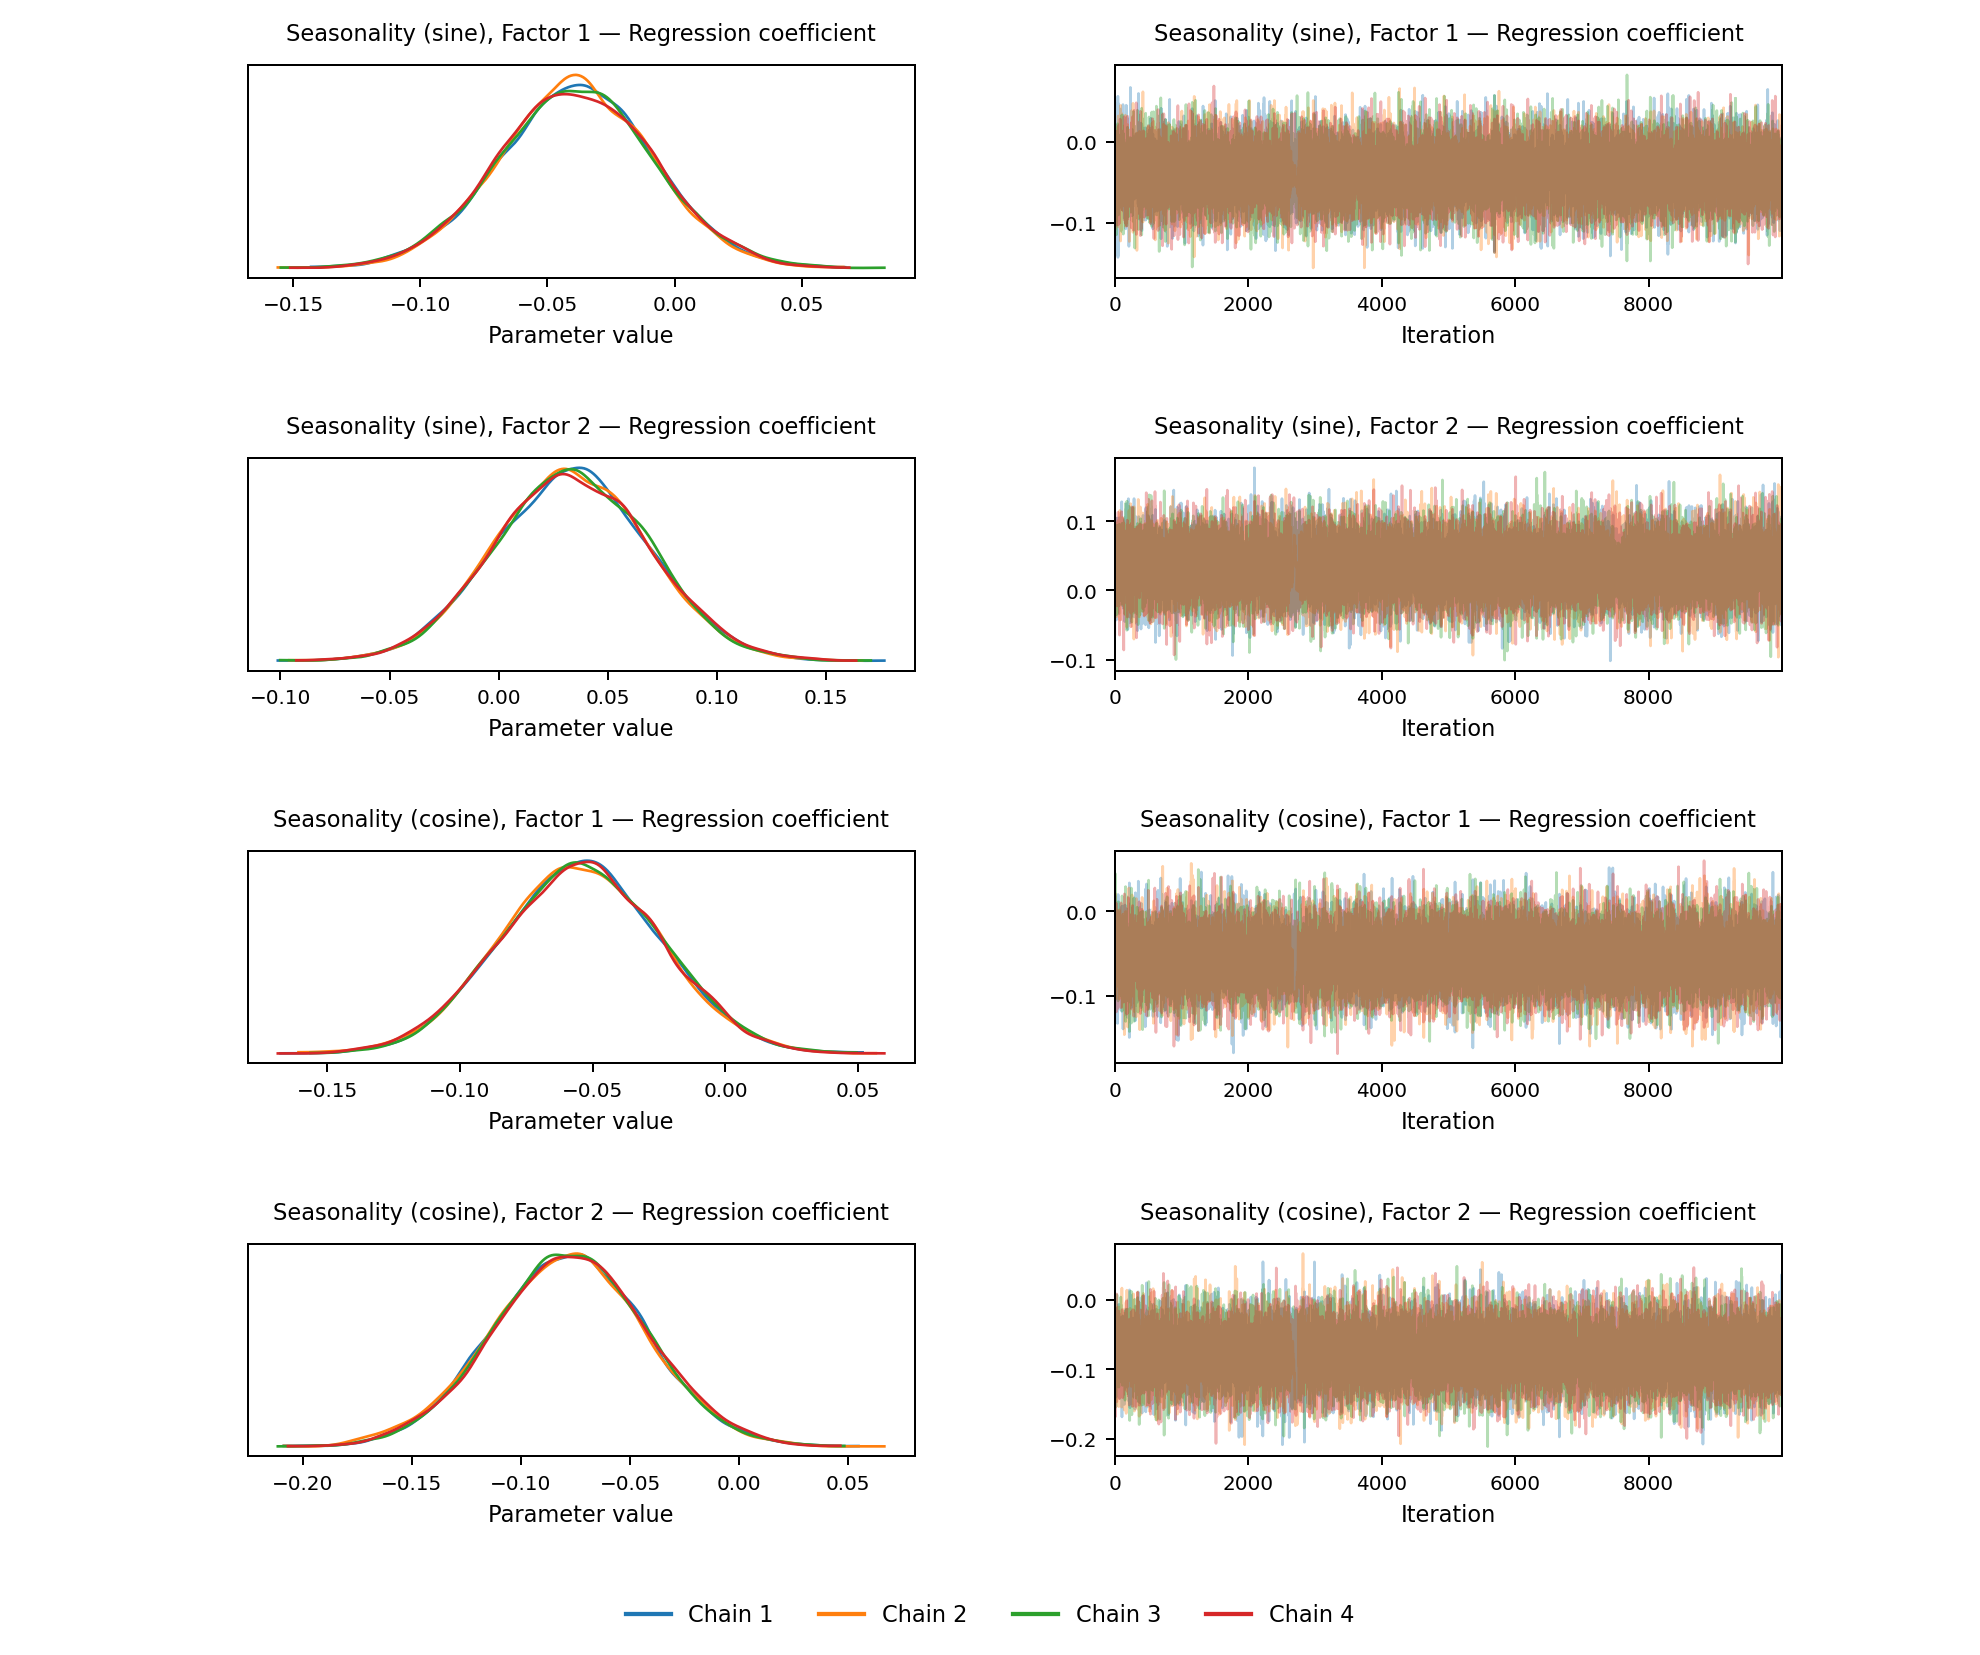 Seasonality (sine), Factor 1 — Regression coefficient
Seasonality (sine), Factor 1 — Regression coefficient
0.0
−0.1
−0.15 −0.10 −0.05 0.00 0.05
0 2000 4000 6000 8000
Parameter value
Iteration
Seasonality (sine), Factor 2 — Regression coefficient
Seasonality (sine), Factor 2 — Regression coefficient
0.1
0.0
−0.1
−0.10 −0.05 0.00 0.05 0.10 0.15
0 2000 4000 6000 8000
Parameter value
Iteration
Seasonality (cosine), Factor 1 — Regression coefficient
Seasonality (cosine), Factor 1 — Regression coefficient
0.0
−0.1
−0.15 −0.10 −0.05 0.00 0.05
0 2000 4000 6000 8000
Parameter value
Iteration
Seasonality (cosine), Factor 2 — Regression coefficient
Seasonality (cosine), Factor 2 — Regression coefficient
0.0
−0.1
−0.2
−0.20 −0.15 −0.10 −0.05 0.00 0.05
0 2000 4000 6000 8000
Parameter value
Iteration
Chain 1 Chain 2 Chain 3 Chain 4